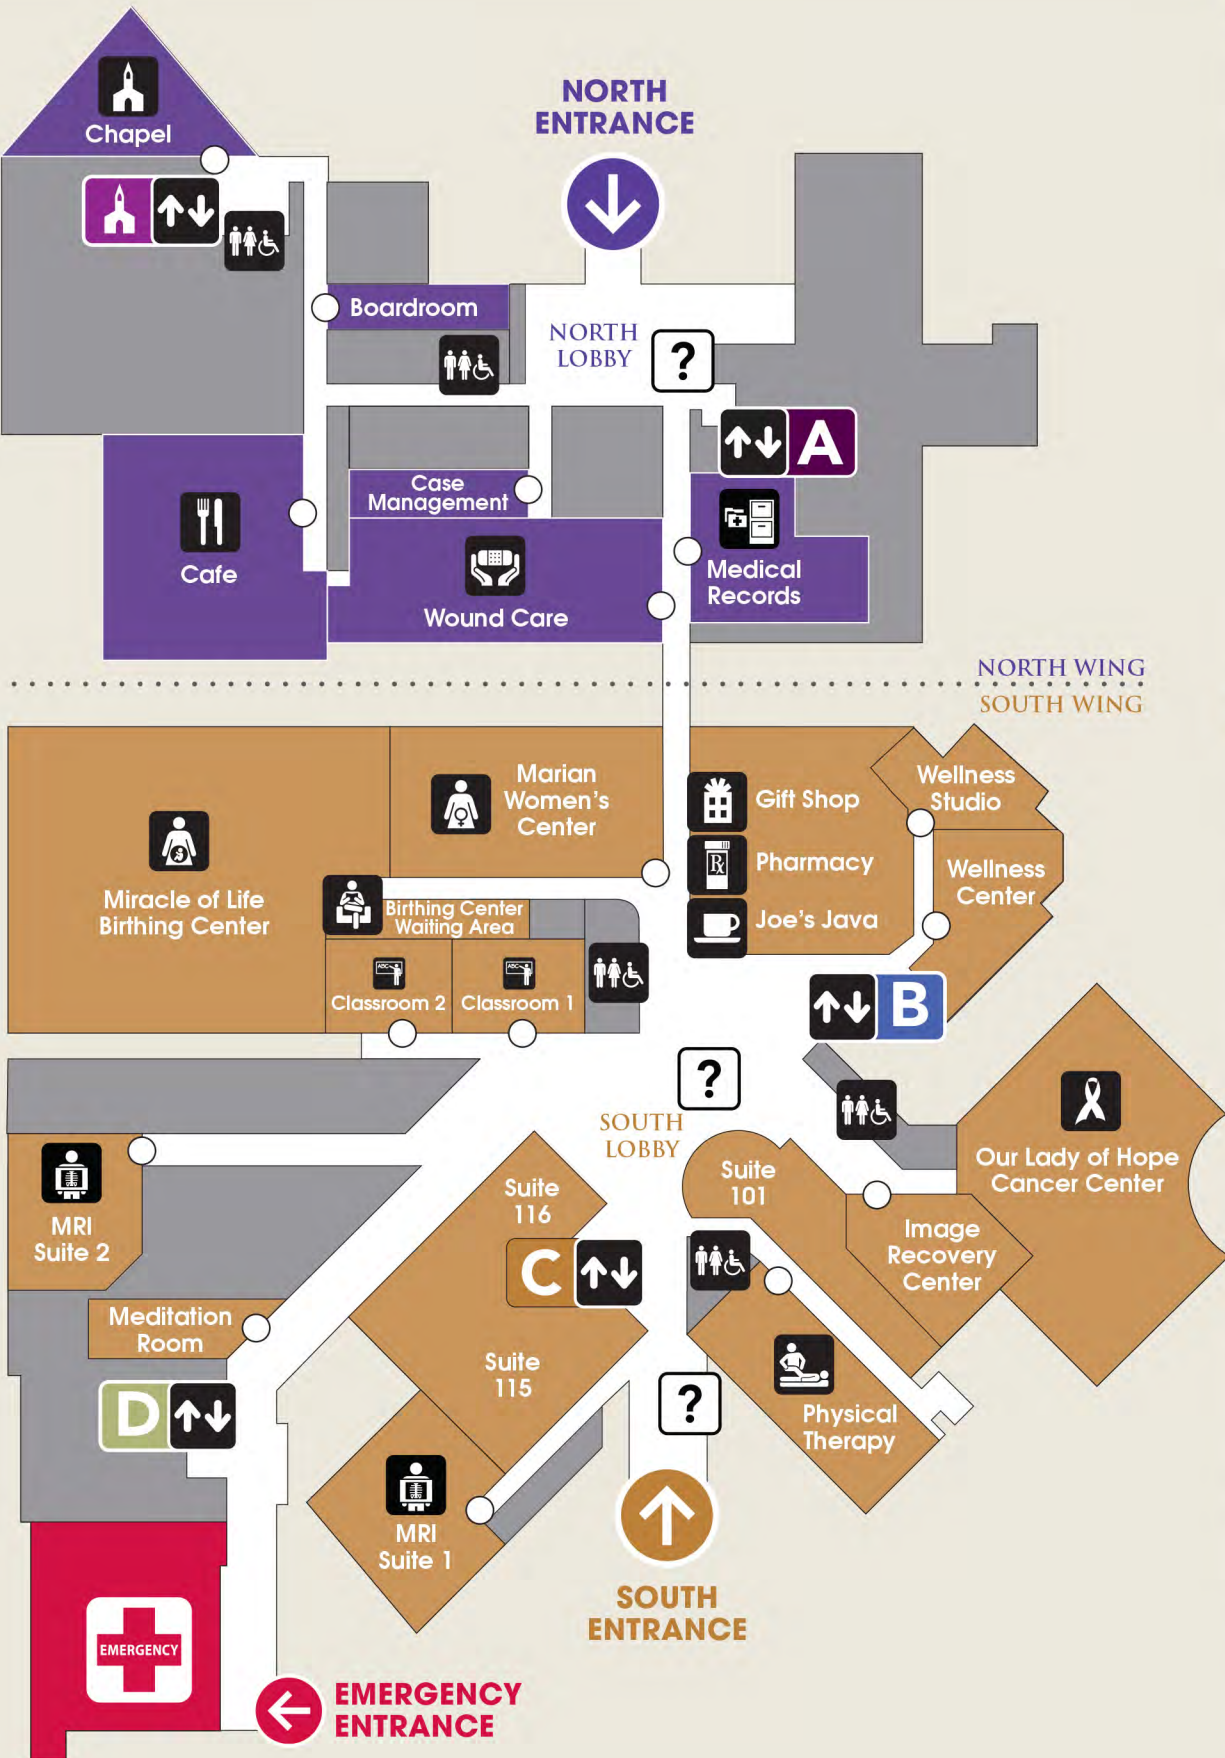 NORTH
ENTRANCE
Chapel
Boardroom
NORTH
LOBBY
?
A
Case
Management
Cafe
Wound Care
Medical
Records
NORTH WING
SOUTH WING
Marian
Women's
Center
Gift Shop
Wellness
Studio
Pharmacy
Wellness
Center
Joe's Java
Miracle of Life
Birthing Center
Birthing Center
Waiting Area
ABC
Classroom 2
ABC
Classroom 1
Rx
B
?
SOUTH
LOBBY
Our Lady of Hope
Cancer Center
Suite
101
Suite
116
MRI
Suite 2
Image
Recovery
Center
C
Meditation
Room
Suite
115
D
?
Physical
Therapy
MRI
Suite 1
SOUTH
ENTRANCE
EMERGENCY
EMERGENCY
ENTRANCE